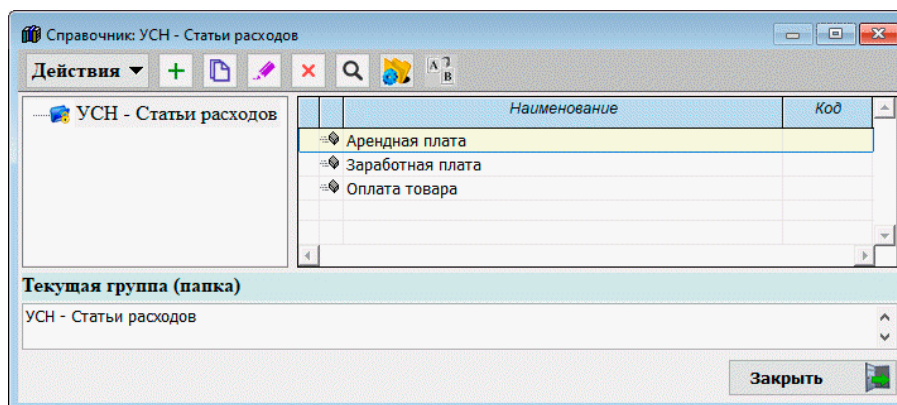 Справочник: УСН - Статьи расходов
Действия
A
B
УСН - Статьи расходов
Наименование Код
Арендная плата
Заработная плата
Оплата товара
Текущая группа (папка)
УСН - Статьи расходов
Закрыть